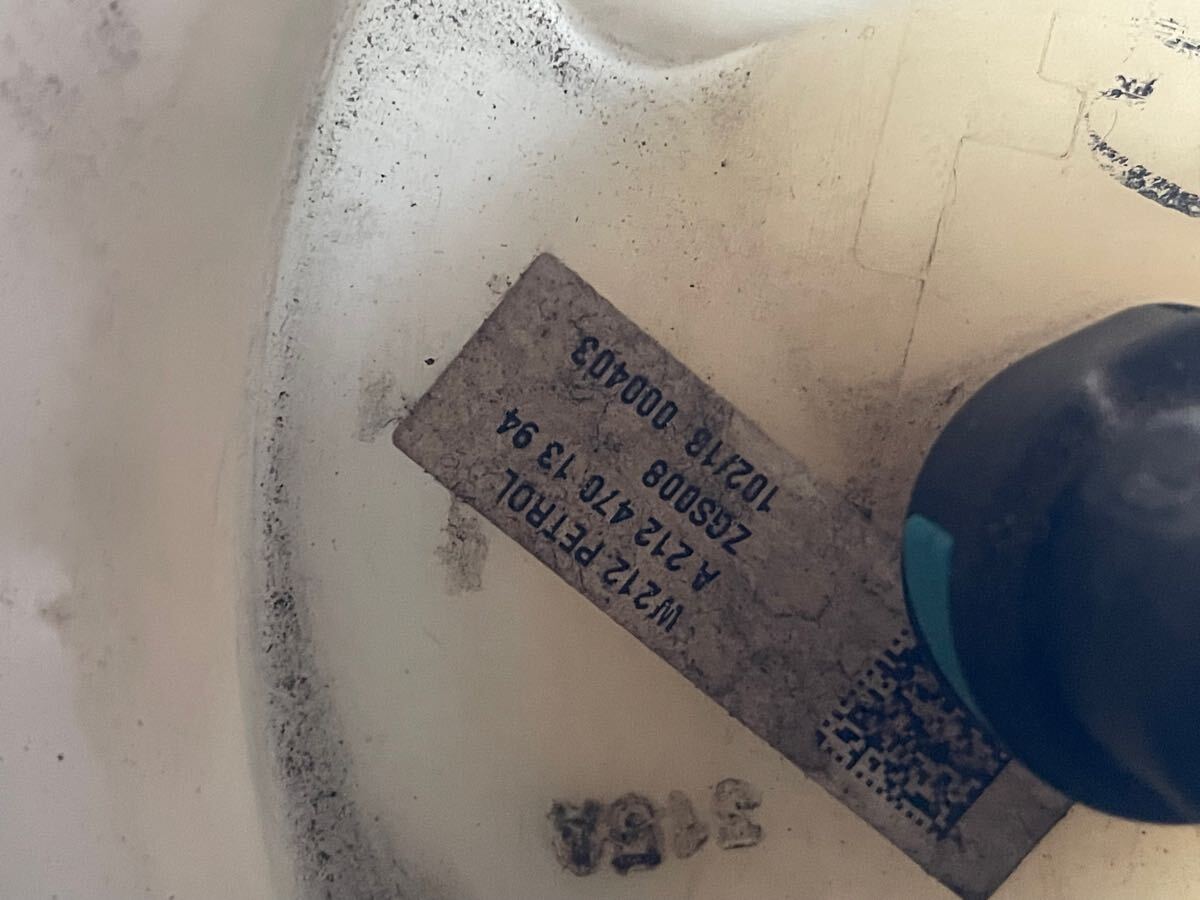 W212 PETROL
A 212 470 13 94
ZGS008
102/18 000403